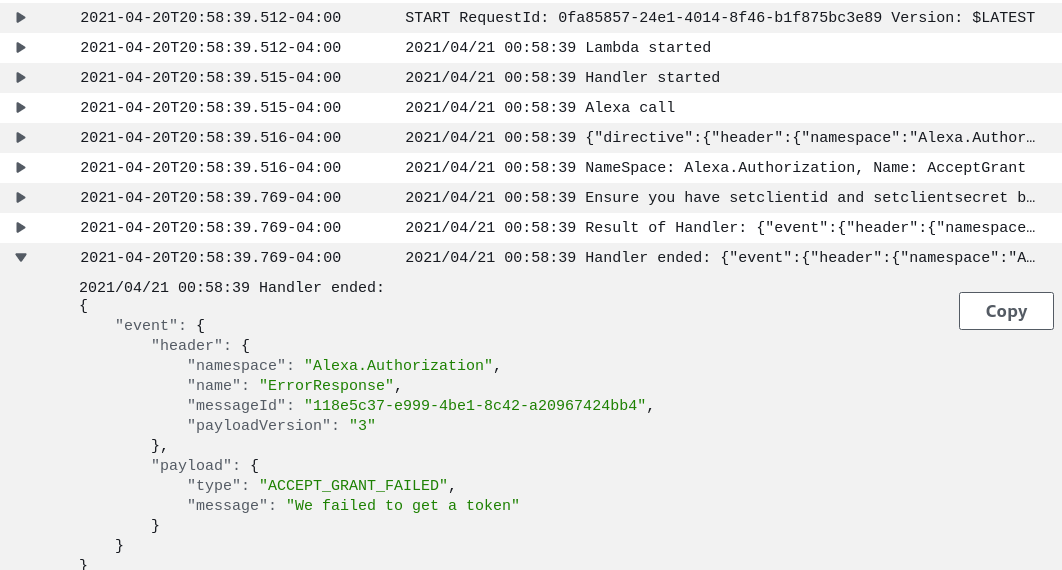 2021-04-20T20:58:39.512-04:00 START RequestId: 0fa85857-24e1-4014-8f46-b1f875bc3e89 Version: $LATEST
2021-04-20T20:58:39.512-04:00 2021/04/21 00:58:39 Lambda started
2021-04-20T20:58:39.515-04:00 2021/04/21 00:58:39 Handler started
2021-04-20T20:58:39.515-04:00 2021/04/21 00:58:39 Alexa call
2021-04-20T20:58:39.516-04:00 2021/04/21 00:58:39 {"directive":{"header":{"namespace":"Alexa.Author…
2021-04-20T20:58:39.516-04:00 2021/04/21 00:58:39 NameSpace: Alexa.Authorization, Name: AcceptGrant
2021-04-20T20:58:39.769-04:00 2021/04/21 00:58:39 Ensure you have setclientid and setclientsecret b…
2021-04-20T20:58:39.769-04:00 2021/04/21 00:58:39 Result of Handler: {"event":{"header":{"namespace…
2021-04-20T20:58:39.769-04:00 2021/04/21 00:58:39 Handler ended: {"event":{"header":{"namespace":"A…
2021/04/21 00:58:39 Handler ended:
{
    "event": {
        "header": {
            "namespace": "Alexa.Authorization",
            "name": "ErrorResponse",
            "messageId": "118e5c37-e999-4be1-8c42-a20967424bb4",
            "payloadVersion": "3"
        },
        "payload": {
            "type": "ACCEPT_GRANT_FAILED",
            "message": "We failed to get a token"
        }
    }
}
Copy